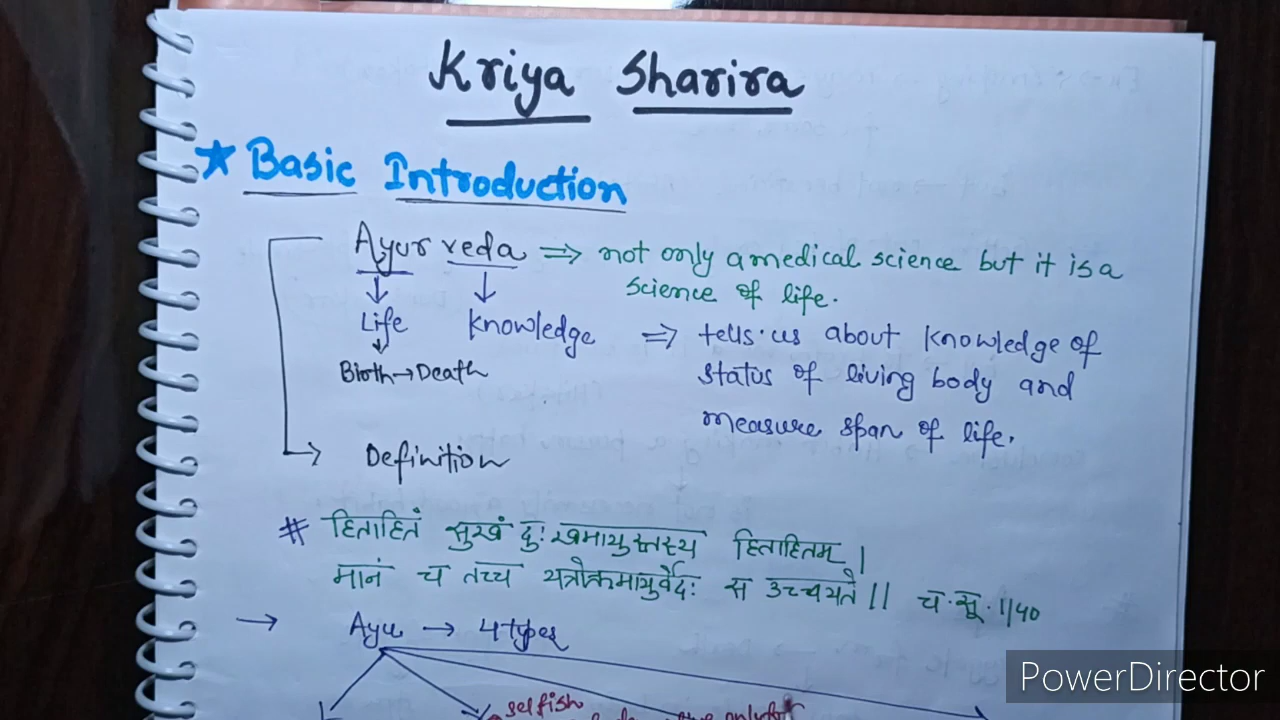 Kriya Sharira
★ Basic Introduction
Ayurveda ⇒ not only a medical science but it is a
science of life.
Life Knowledge ⇒ tells us about knowledge of
Birth → Death status of living body and
measure span of life.
Definition
# हिताहितं सुखं दुःखमायुस्तस्य हिताहितम् |
मानं च तच्च यत्रोक्तमायुर्वेदः स उच्चयते || च.सू.1/40
→ Ayu → 4 types
selfish
PowerDirector